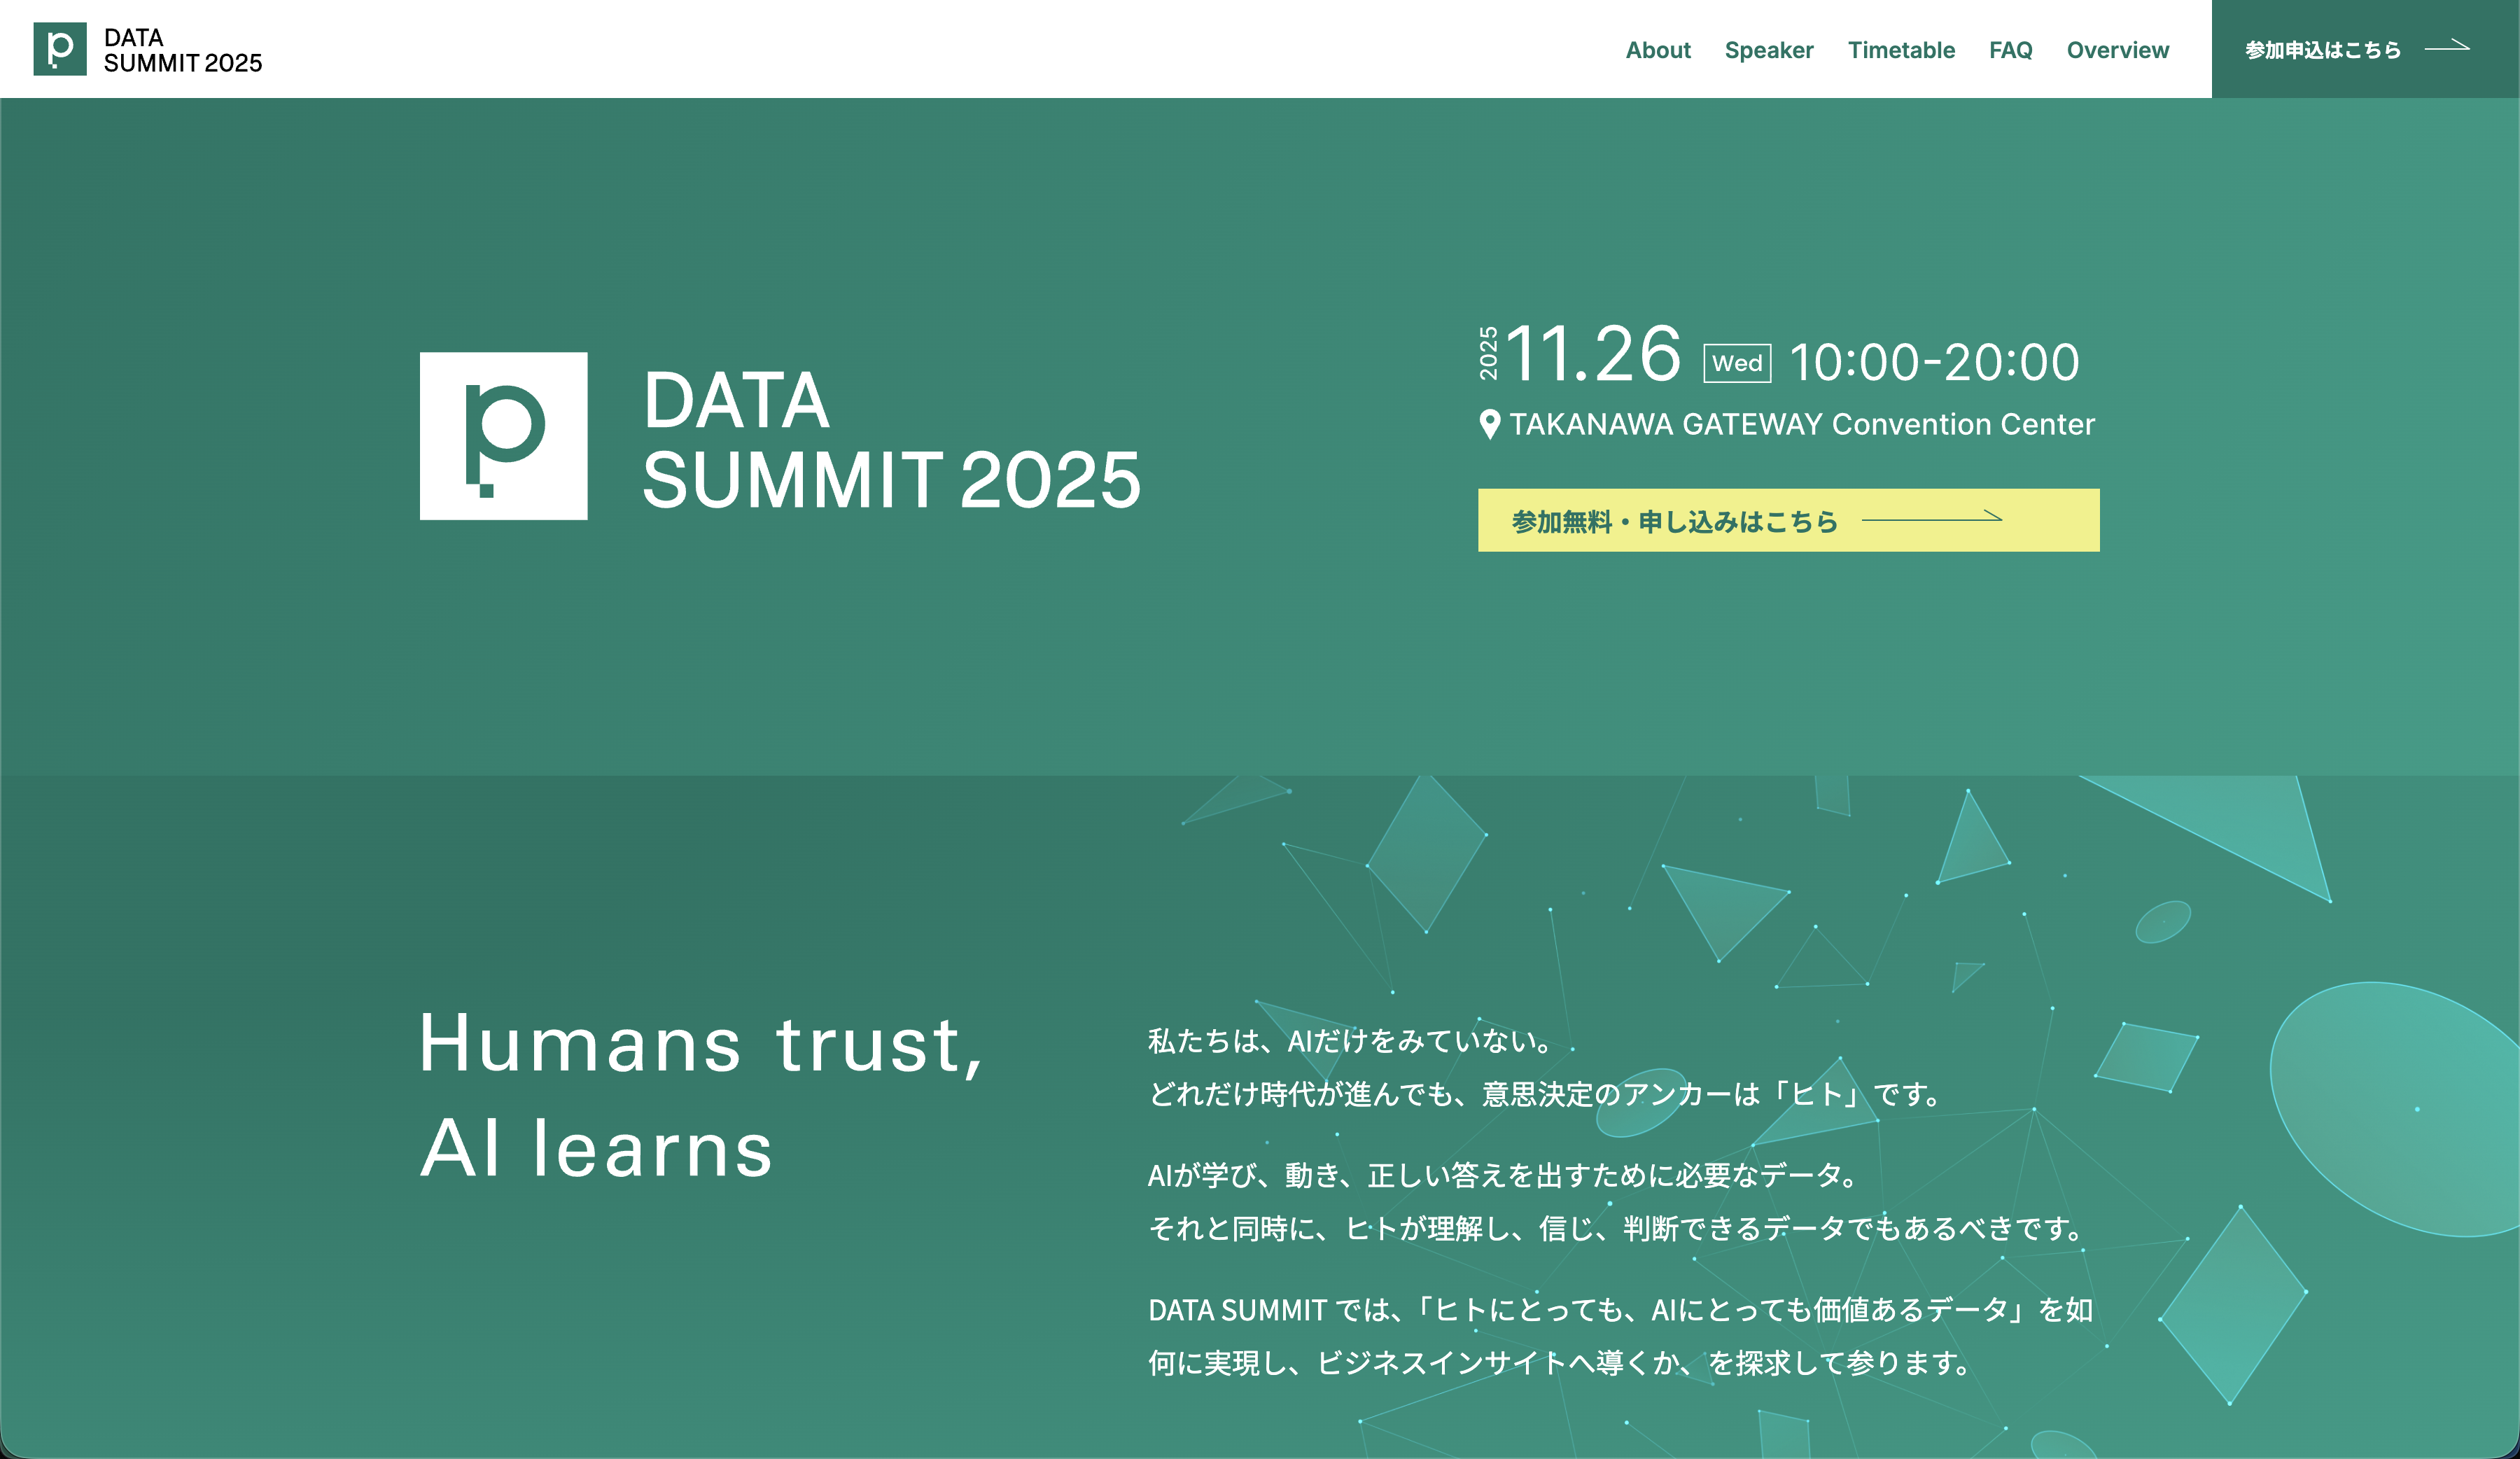 DATA
SUMMIT 2025
About Speaker Timetable FAQ Overview 参加申込はこちら
DATA
SUMMIT 2025
2025 11.26 Wed 10:00-20:00
TAKANAWA GATEWAY Convention Center
参加無料・申し込みはこちら
Humans trust,
AI learns
私たちは、AIだけをみていない。
どれだけ時代が進んでも、意思決定のアンカーは「ヒト」です。
AIが学び、動き、正しい答えを出すために必要なデータ。
それと同時に、ヒトが理解し、信じ、判断できるデータでもあるべきです。
DATA SUMMIT では、「ヒトにとっても、AIにとっても価値あるデータ」を如
何に実現し、ビジネスインサイトへ導くか、を探求して参ります。